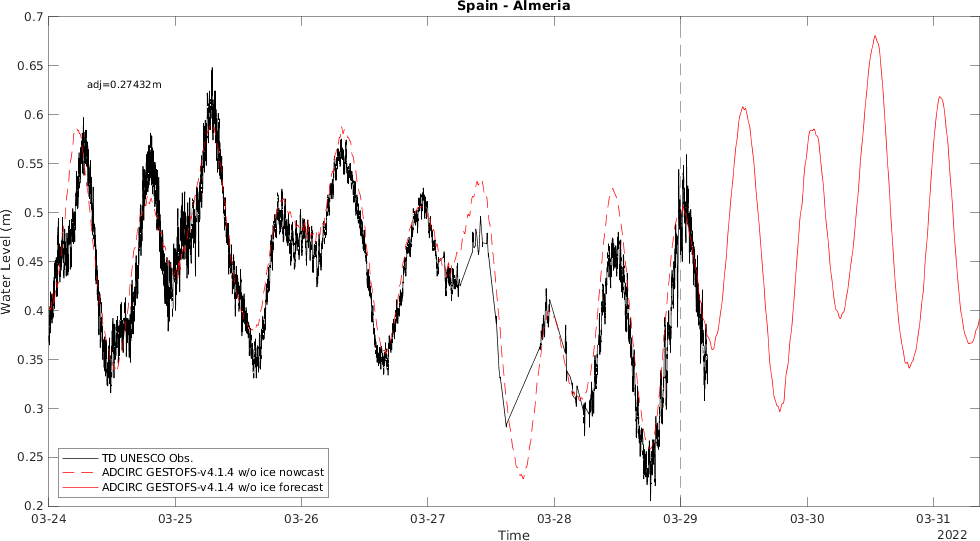 Spain - Almeria
0.7
0.65
0.6
0.55
0.5
0.45
0.4
0.35
0.3
0.25
0.2
Water Level (m)
adj=0.27432m
TD UNESCO Obs.
ADCIRC GESTOFS-v4.1.4 w/o ice nowcast
ADCIRC GESTOFS-v4.1.4 w/o ice forecast
03-24 03-25 03-26 03-27 03-28 03-29 03-30 03-31
Time
2022